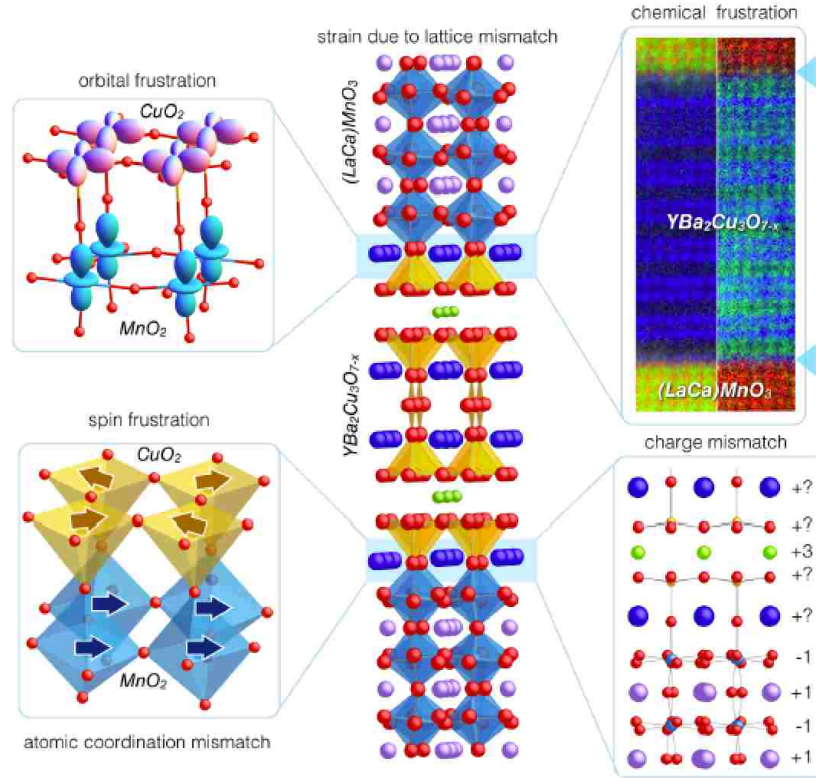 chemical frustration
strain due to lattice mismatch
orbital frustration
CuO₂
MnO₂
(LaCa)MnO₃
YBa₂Cu₃O₇₋ₓ
YBa₂Cu₃O₇₋ₓ
(LaCa)MnO₃
spin frustration
CuO₂
MnO₂
atomic coordination mismatch
charge mismatch
+?
+?
+3
+?
+?
-1
+1
-1
+1